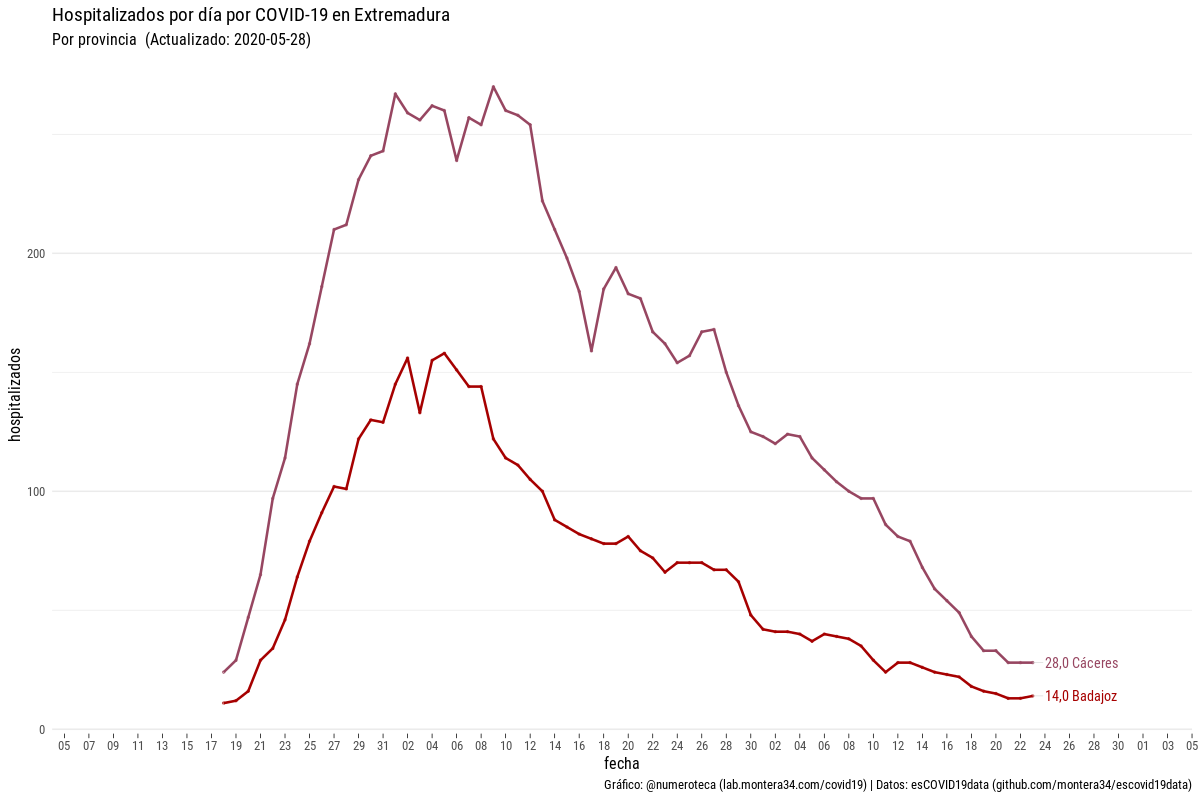 Hospitalizados por día por COVID-19 en Extremadura
Por provincia (Actualizado: 2020-05-28)
hospitalizados
200
100
0
28,0 Cáceres
14,0 Badajoz
05 07 09 11 13 15 17 19 21 23 25 27 29 31 02 04 06 08 10 12 14 16 18 20 22 24 26 28 30 02 04 06 08 10 12 14 16 18 20 22 24 26 28 30 01 03 05
fecha
Gráfico: @numeroteca (lab.montera34.com/covid19) | Datos: esCOVID19data (github.com/montera34/escovid19data)